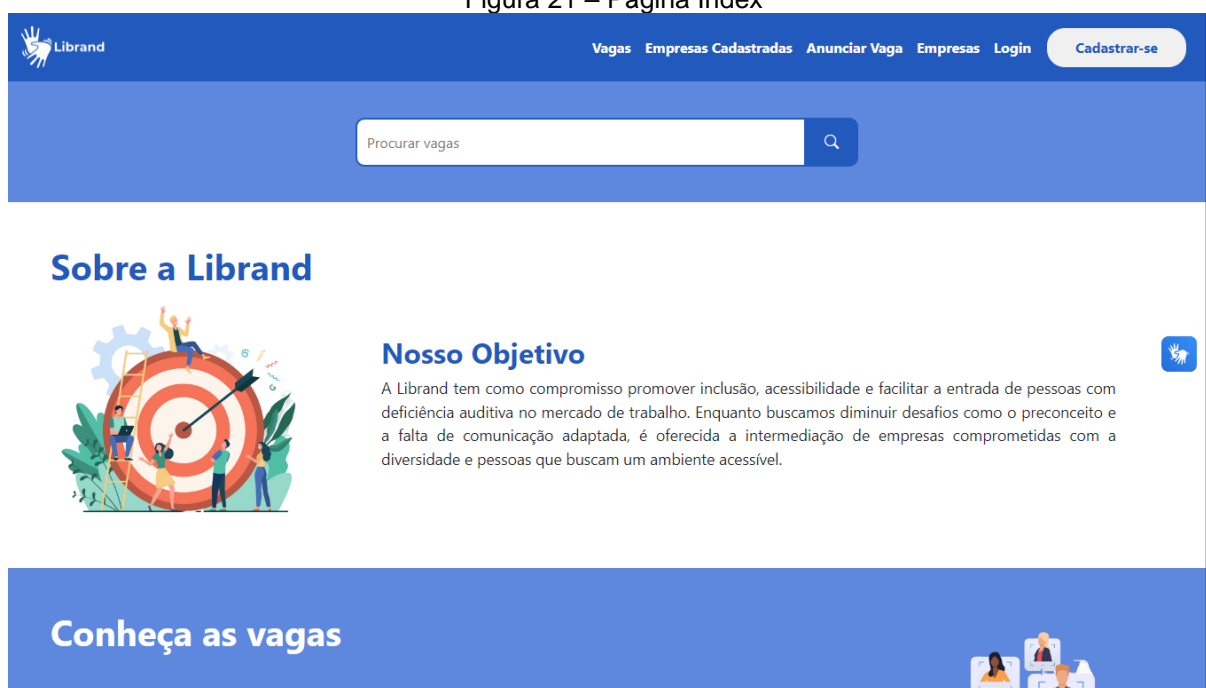 Figura 21 – Página Index
Librand
Vagas Empresas Cadastradas Anunciar Vaga Empresas Login Cadastrar-se
Procurar vagas
Sobre a Librand
Nosso Objetivo
A Librand tem como compromisso promover inclusão, acessibilidade e facilitar a entrada de pessoas com
deficiência auditiva no mercado de trabalho. Enquanto buscamos diminuir desafios como o preconceito e
a falta de comunicação adaptada, é oferecida a intermediação de empresas comprometidas com a
diversidade e pessoas que buscam um ambiente acessível.
Conheça as vagas